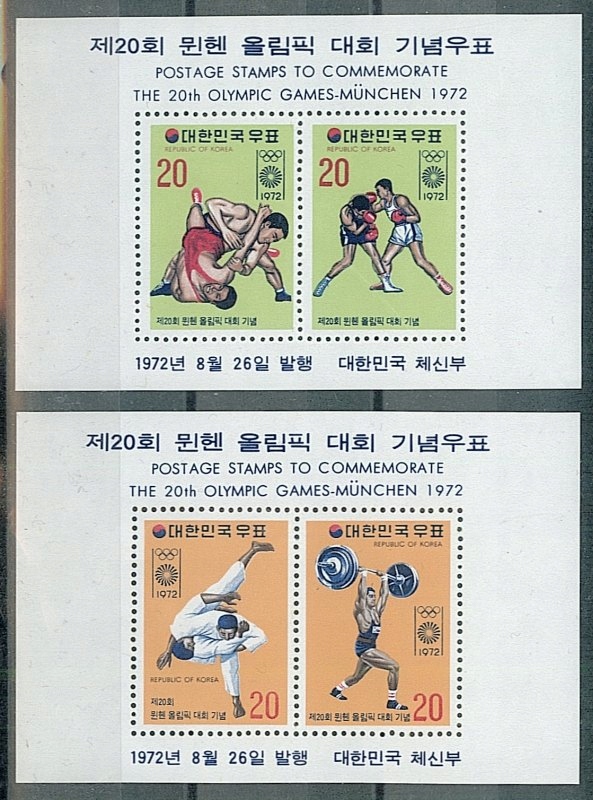 제20회 뮌헨 올림픽 대회 기념우표
POSTAGE STAMPS TO COMMEMORATE
THE 20th OLYMPIC GAMES-MÜNCHEN 1972
대한민국우표
REPUBLIC OF KOREA
20
1972
제20회 뮌헨 올림픽 대회 기념
대한민국우표
REPUBLIC OF KOREA
20
1972
제20회 뮌헨 올림픽 대회 기념
1972년 8월 26일 발행 대한민국 체신부
제20회 뮌헨 올림픽 대회 기념우표
POSTAGE STAMPS TO COMMEMORATE
THE 20th OLYMPIC GAMES-MÜNCHEN 1972
대한민국우표
1972
REPUBLIC OF KOREA
제20회
뮌헨 올림픽 대회 기념
20
대한민국우표
REPUBLIC OF KOREA
1972
제20회 뮌헨 올림픽 대회 기념
20
1972년 8월 26일 발행 대한민국 체신부